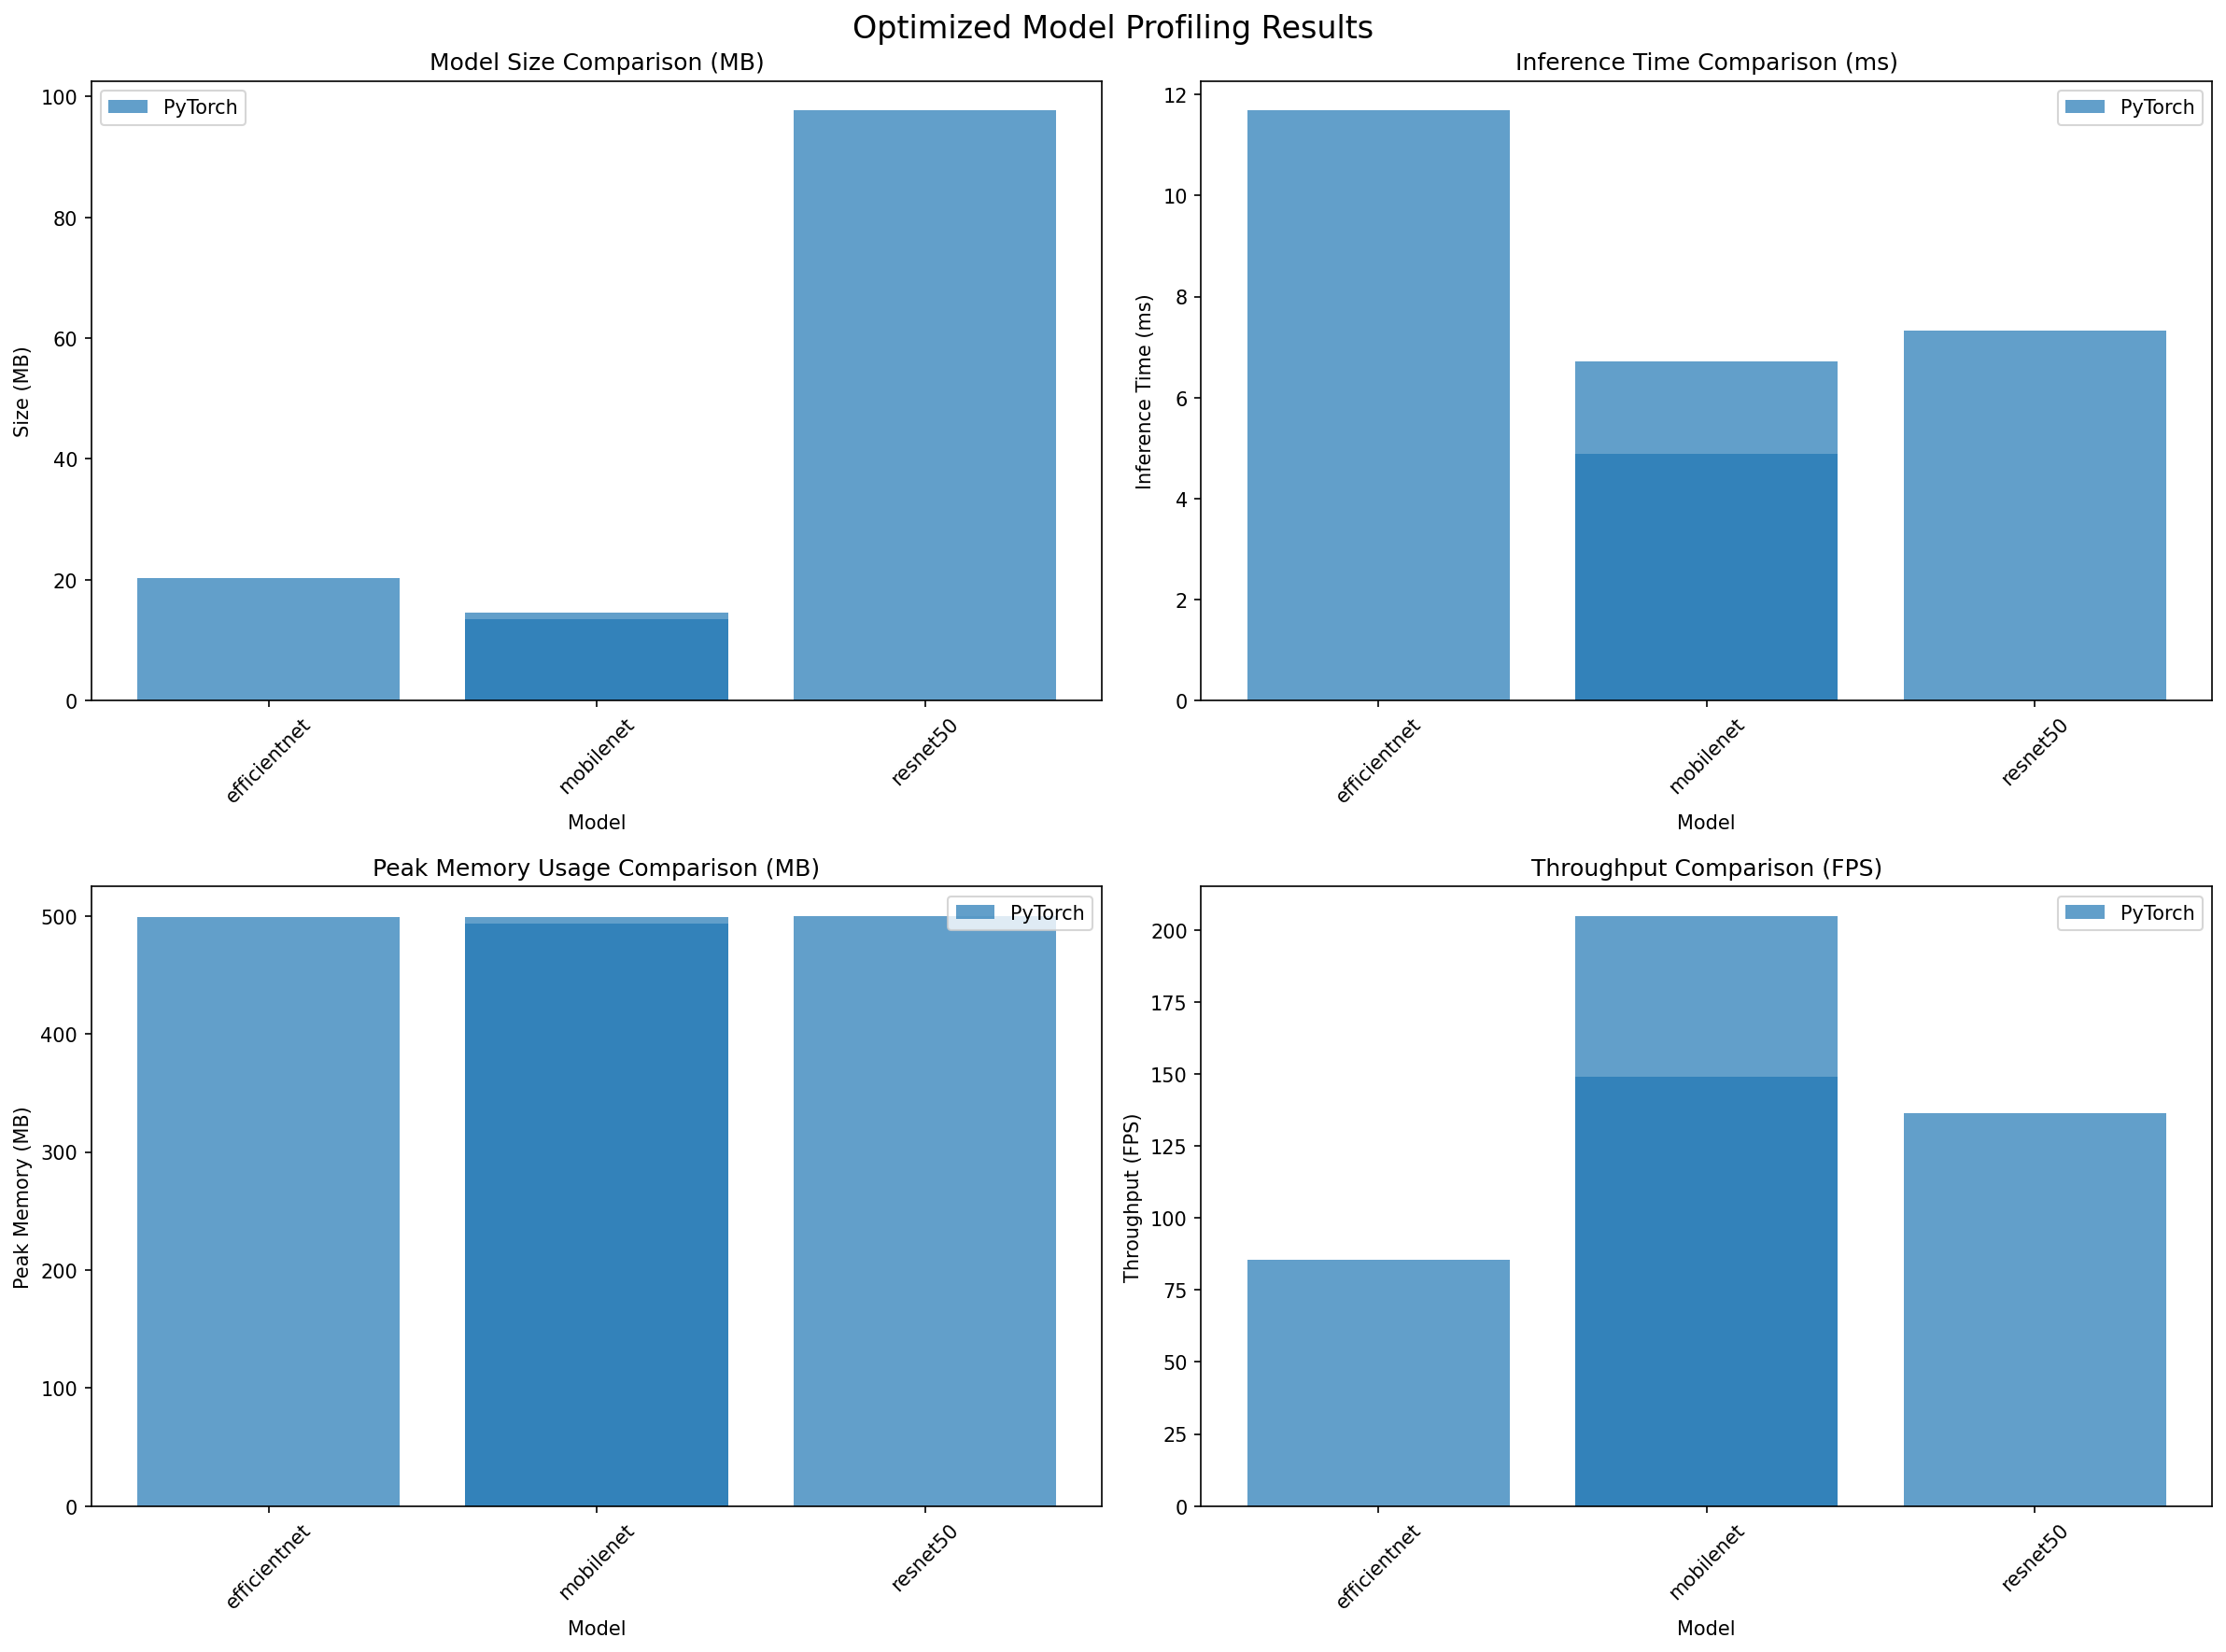 Optimized Model Profiling Results
Model Size Comparison (MB)
PyTorch
Size (MB)
100
80
60
40
20
0
efficientnet
mobilenet
resnet50
Model
Inference Time Comparison (ms)
PyTorch
Inference Time (ms)
12
10
8
6
4
2
0
efficientnet
mobilenet
resnet50
Model
Peak Memory Usage Comparison (MB)
PyTorch
Peak Memory (MB)
500
400
300
200
100
0
efficientnet
mobilenet
resnet50
Model
Throughput Comparison (FPS)
PyTorch
Throughput (FPS)
200
175
150
125
100
75
50
25
0
efficientnet
mobilenet
resnet50
Model